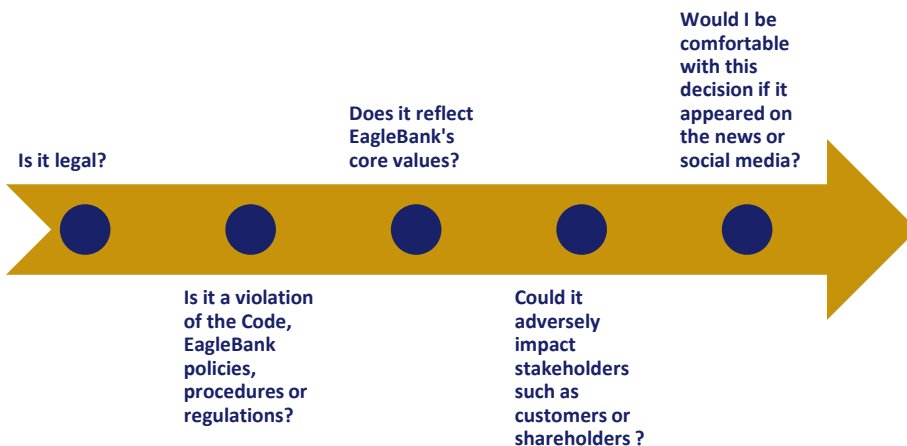 Is it legal?
Is it a violation
of the Code,
EagleBank
policies,
procedures or
regulations?
Does it reflect
EagleBank's
core values?
Could it
adversely
impact
stakeholders
such as
customers or
shareholders ?
Would I be
comfortable
with this
decision if it
appeared on
the news or
social media?